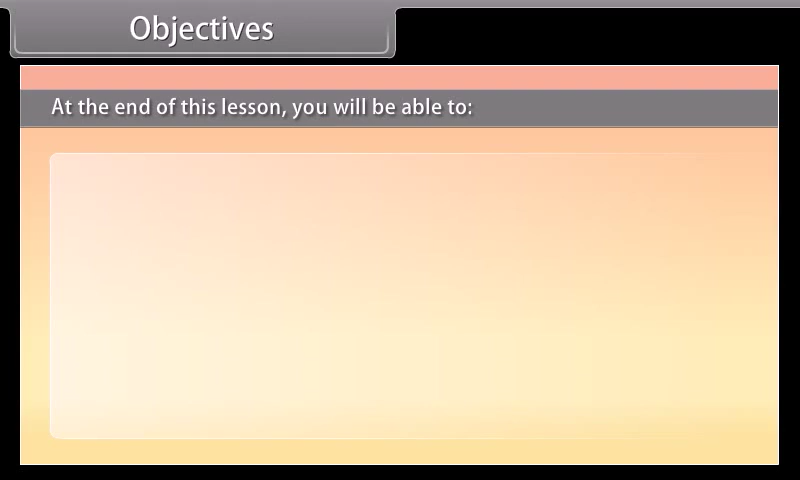 Objectives
At the end of this lesson, you will be able to: